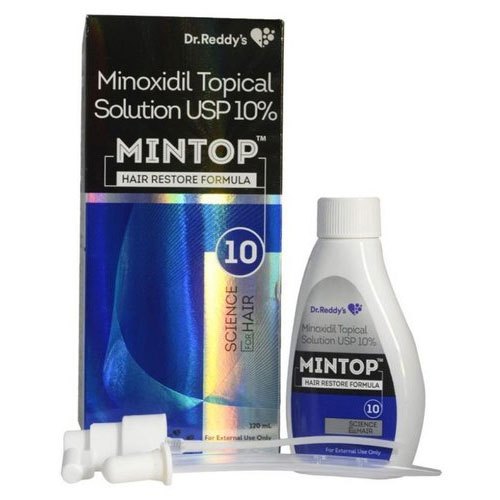 Dr.Reddy's
Minoxidil Topical
Solution USP 10%
MINTOP™
HAIR RESTORE FORMULA
10
SCIENCE
FOR HAIR
120 ml
For External Use Only
Dr.Reddy's
Minoxidil Topical
Solution USP 10%
MINTOP™
HAIR RESTORE FORMULA
10
SCIENCE
FOR HAIR
For External Use Only